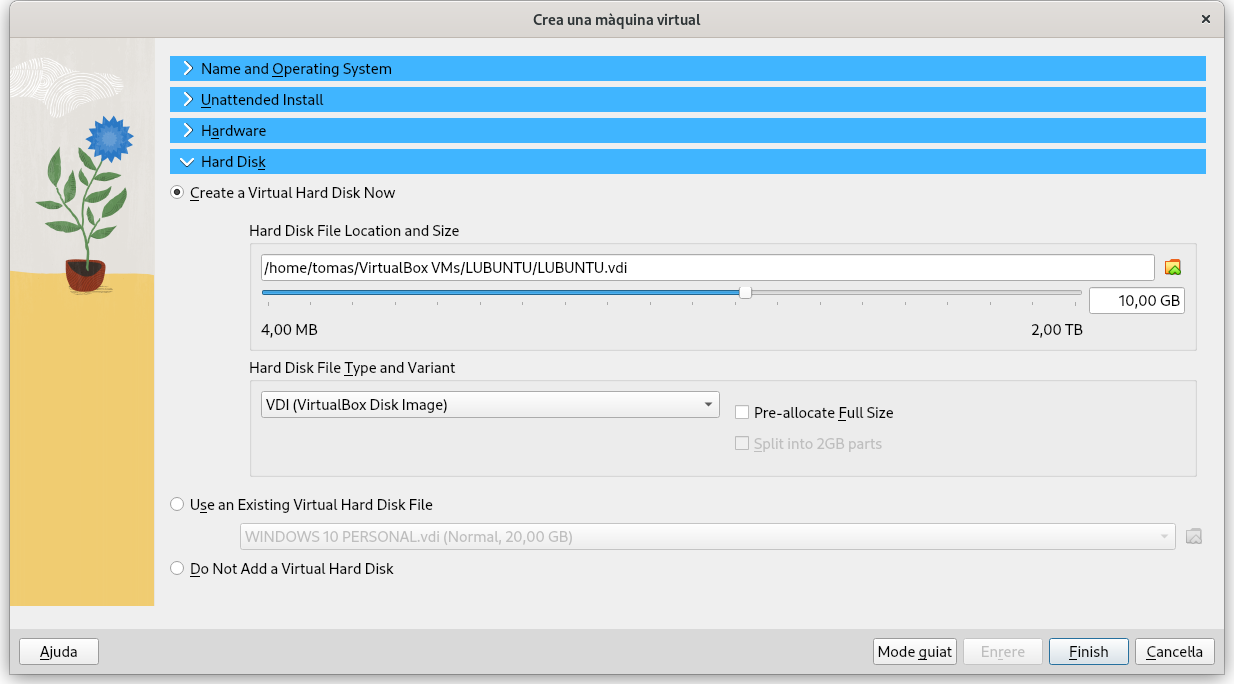 Crea una màquina virtual
Name and Operating System
Unattended Install
Hardware
Hard Disk
Create a Virtual Hard Disk Now
Hard Disk File Location and Size
/home/tomas/VirtualBox VMs/LUBUNTU/LUBUNTU.vdi
10,00 GB
4,00 MB 2,00 TB
Hard Disk File Type and Variant
VDI (VirtualBox Disk Image)
Pre-allocate Full Size
Split into 2GB parts
Use an Existing Virtual Hard Disk File
WINDOWS 10 PERSONAL.vdi (Normal, 20,00 GB)
Do Not Add a Virtual Hard Disk
Ajuda Mode guiat Enrere Finish Cancel·la